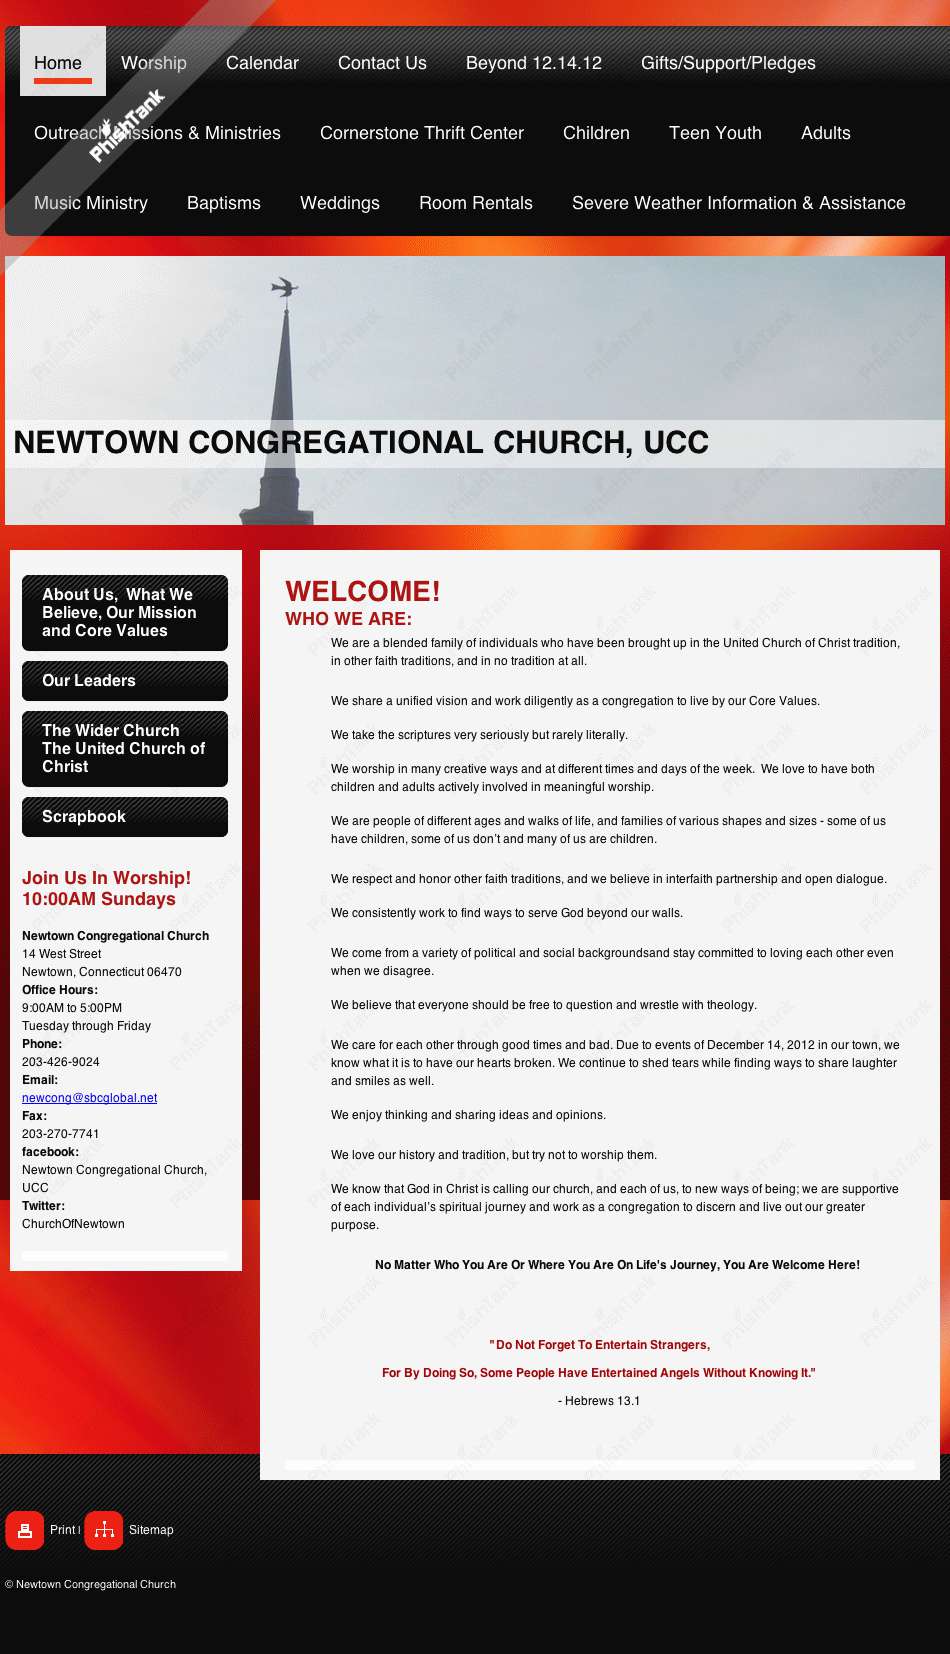 Home Worship Calendar Contact Us Beyond 12.14.12 Gifts/Support/Pledges
PhishTank
Outreach Missions & Ministries Cornerstone Thrift Center Children Teen Youth Adults
Music Ministry Baptisms Weddings Room Rentals Severe Weather Information & Assistance
NEWTOWN CONGREGATIONAL CHURCH, UCC
About Us, What We
Believe, Our Mission
and Core Values
Our Leaders
The Wider Church
The United Church of
Christ
Scrapbook
Join Us In Worship!
10:00AM Sundays
Newtown Congregational Church
14 West Street
Newtown, Connecticut 06470
Office Hours:
9:00AM to 5:00PM
Tuesday through Friday
Phone:
203-426-9024
Email:
newcong@sbcglobal.net
Fax:
203-270-7741
facebook:
Newtown Congregational Church,
UCC
Twitter:
ChurchOfNewtown
WELCOME!
WHO WE ARE:
We are a blended family of individuals who have been brought up in the United Church of Christ tradition,
in other faith traditions, and in no tradition at all.
We share a unified vision and work diligently as a congregation to live by our Core Values.
We take the scriptures very seriously but rarely literally.
We worship in many creative ways and at different times and days of the week. We love to have both
children and adults actively involved in meaningful worship.
We are people of different ages and walks of life, and families of various shapes and sizes - some of us
have children, some of us don't and many of us are children.
We respect and honor other faith traditions, and we believe in interfaith partnership and open dialogue.
We consistently work to find ways to serve God beyond our walls.
We come from a variety of political and social backgroundsand stay committed to loving each other even
when we disagree.
We believe that everyone should be free to question and wrestle with theology.
We care for each other through good times and bad. Due to events of December 14, 2012 in our town, we
know what it is to have our hearts broken. We continue to shed tears while finding ways to share laughter
and smiles as well.
We enjoy thinking and sharing ideas and opinions.
We love our history and tradition, but try not to worship them.
We know that God in Christ is calling our church, and each of us, to new ways of being; we are supportive
of each individual's spiritual journey and work as a congregation to discern and live out our greater
purpose.
No Matter Who You Are Or Where You Are On Life's Journey, You Are Welcome Here!
"Do Not Forget To Entertain Strangers,
For By Doing So, Some People Have Entertained Angels Without Knowing It."
- Hebrews 13.1
Print | Sitemap
© Newtown Congregational Church